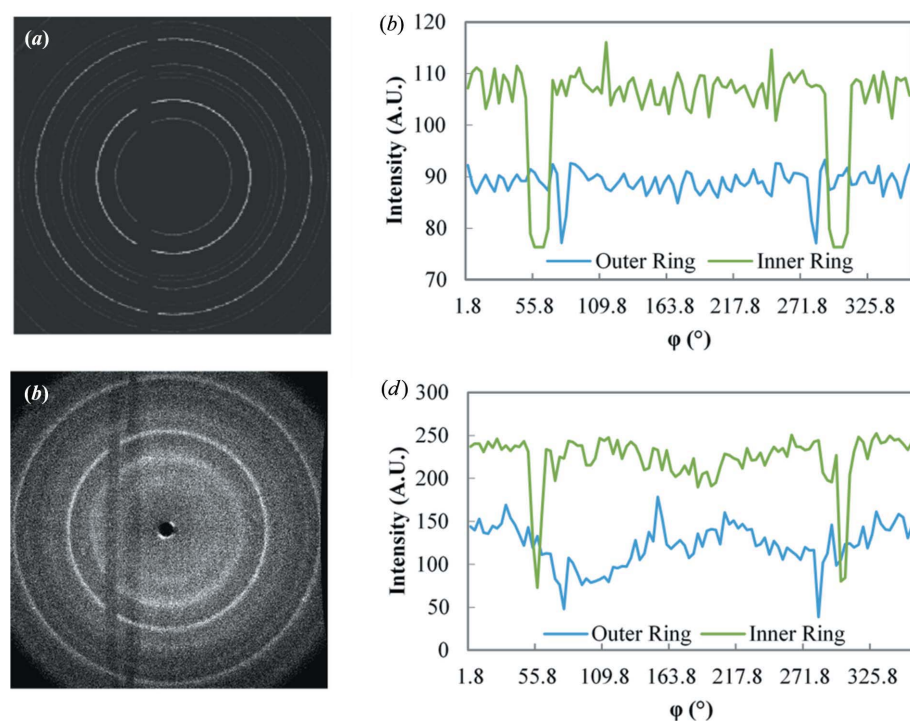 (a)
(b)
120
110
100
90
80
70
Intensity (A.U.)
Outer Ring Inner Ring
1.8 55.8 109.8 163.8 217.8 271.8 325.8
φ (°)
(b)
(d)
300
250
200
150
100
50
0
Intensity (A.U.)
Outer Ring Inner Ring
1.8 55.8 109.8 163.8 217.8 271.8 325.8
φ (°)